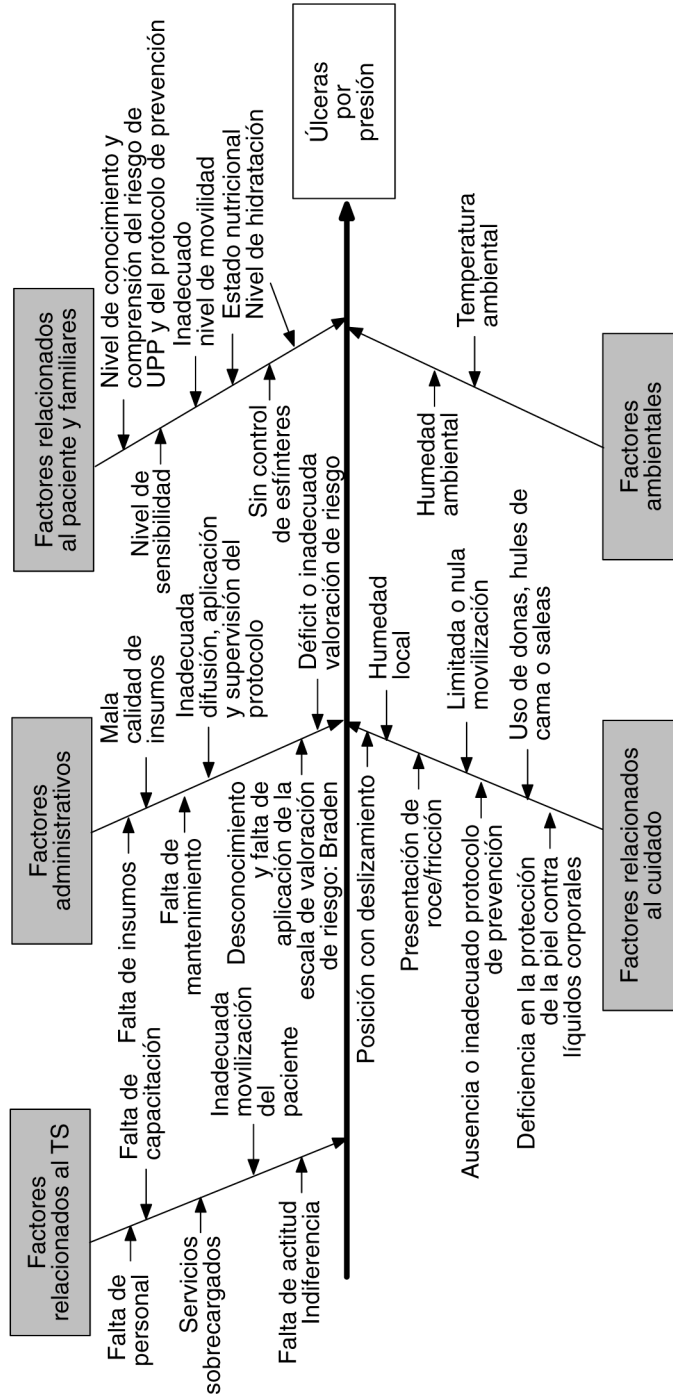 Factores
relacionados al TS
Falta de
personal
Falta de
capacitación
Servicios
sobrecargados
Inadecuada
movilización
del
paciente
Falta de actitud
Indiferencia
Factores
administrativos
Falta de insumos
Mala
calidad de
insumos
Falta de
mantenimiento
Inadecuada
difusión, aplicación
y supervisión del
protocolo
Desconocimiento
y falta de
aplicación de la
escala de valoración
de riesgo: Braden
Déficit o inadecuada
valoración de riesgo
Factores relacionados
al paciente y familiares
Nivel de conocimiento y
comprensión del riesgo de
UPP y del protocolo de prevención
Nivel de
sensibilidad
Inadecuado
nivel de movilidad
Estado nutricional
Nivel de hidratación
Sin control
de esfínteres
Úlceras
por
presión
Posición con deslizamiento
Humedad
local
Presentación de
roce/fricción
Limitada o nula
movilización
Ausencia o inadecuado protocolo
de prevención
Uso de donas, hules de
cama o saleas
Deficiencia en la protección
de la piel contra
líquidos corporales
Factores relacionados
al cuidado
Humedad
ambiental
Temperatura
ambiental
Factores
ambientales